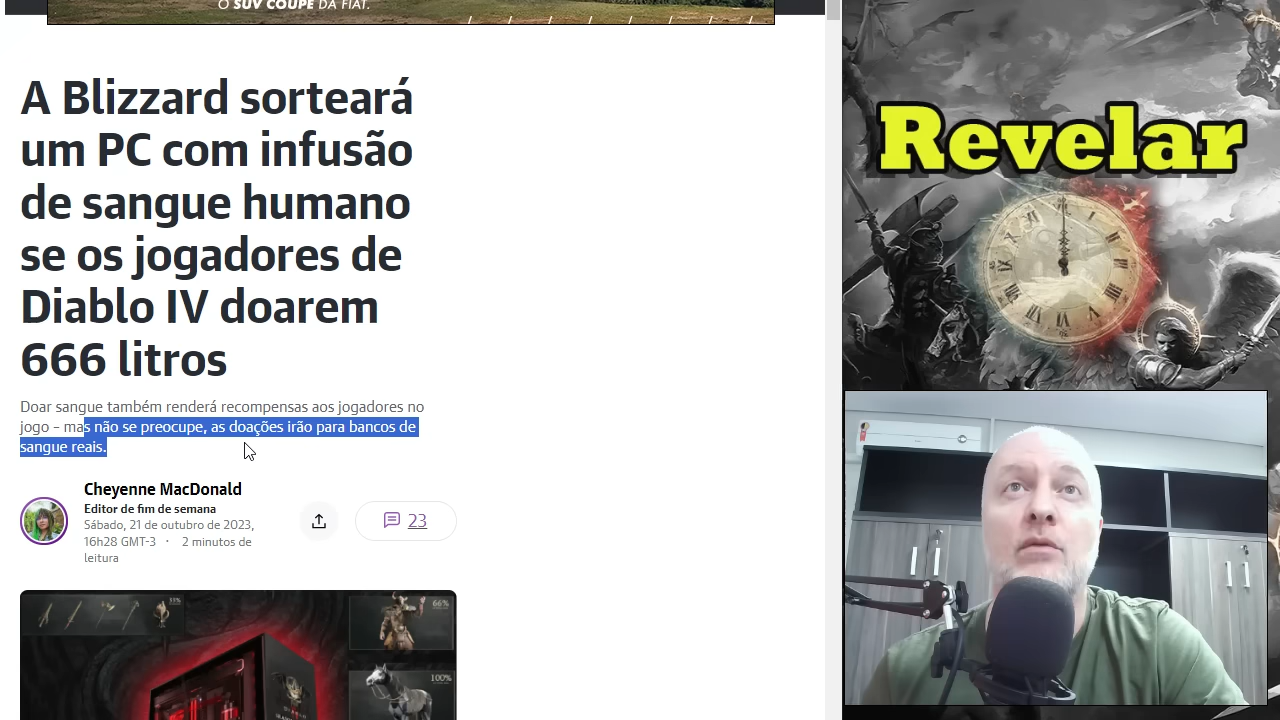 O SUV COUPÉ DA FIAT.
A Blizzard sorteará
um PC com infusão
de sangue humano
se os jogadores de
Diablo IV doarem
666 litros
Doar sangue também renderá recompensas aos jogadores no
jogo – mas não se preocupe, as doações irão para bancos de
sangue reais.
Cheyenne MacDonald
Editor de fim de semana
Sábado, 21 de outubro de 2023,
16h28 GMT-3 · 2 minutos de
leitura
23
33%
66%
100%
Revelar